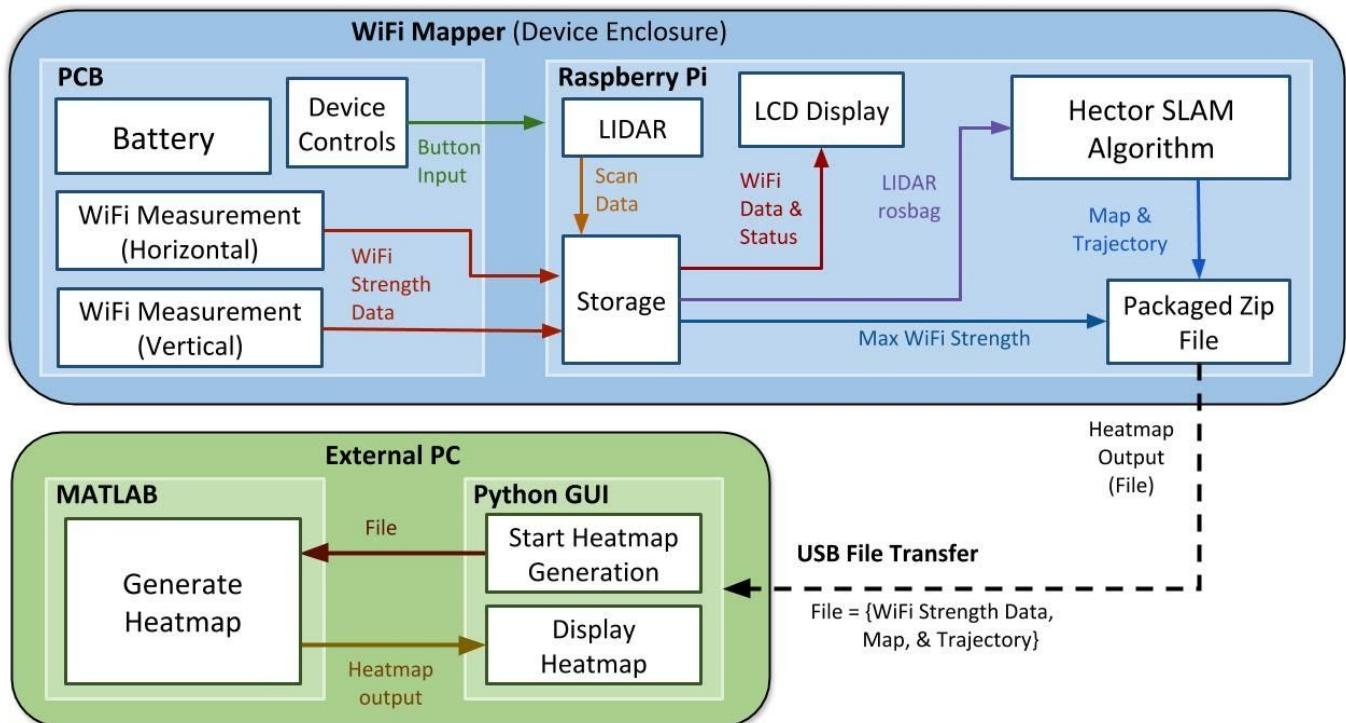 WiFi Mapper (Device Enclosure)
PCB
Battery
Device
Controls
Button
Input
WiFi Measurement
(Horizontal)
WiFi
Strength
Data
WiFi Measurement
(Vertical)
Raspberry Pi
LIDAR
Scan
Data
Storage
LCD Display
WiFi
Data &
Status
LIDAR
rosbag
Hector SLAM
Algorithm
Map &
Trajectory
Max WiFi Strength
Packaged Zip
File
Heatmap
Output
(File)
USB File Transfer
File = {WiFi Strength Data,
Map, & Trajectory}
External PC
MATLAB
Generate
Heatmap
File
Heatmap
output
Python GUI
Start Heatmap
Generation
Display
Heatmap